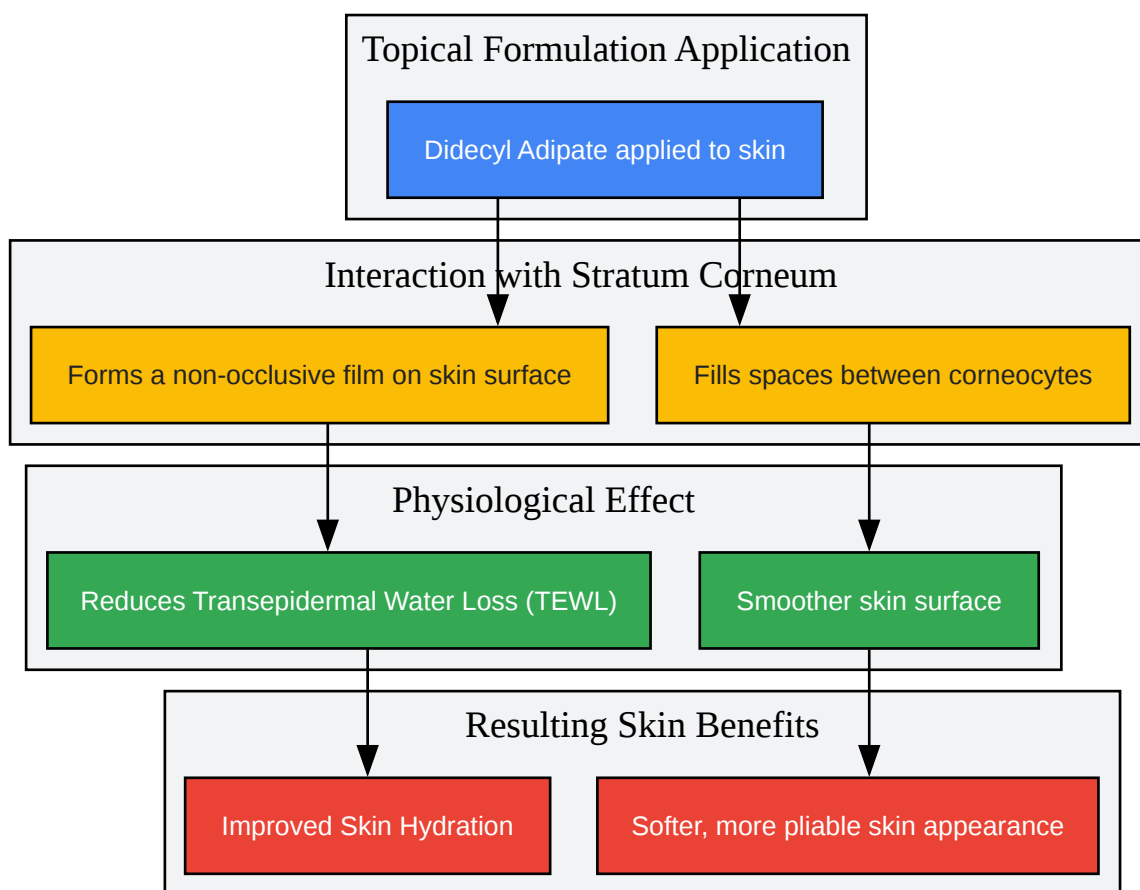 Topical Formulation Application
Didecyl Adipate applied to skin
Interaction with Stratum Corneum
Forms a non-occlusive film on skin surface
Fills spaces between corneocytes
Physiological Effect
Reduces Transepidermal Water Loss (TEWL)
Smoother skin surface
Resulting Skin Benefits
Improved Skin Hydration
Softer, more pliable skin appearance